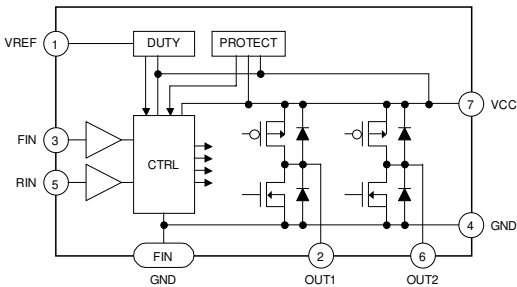 VREF 1 DUTY PROTECT
7 VCC
FIN 3
CTRL
RIN 5
4 GND
FIN 2 6
GND OUT1 OUT2